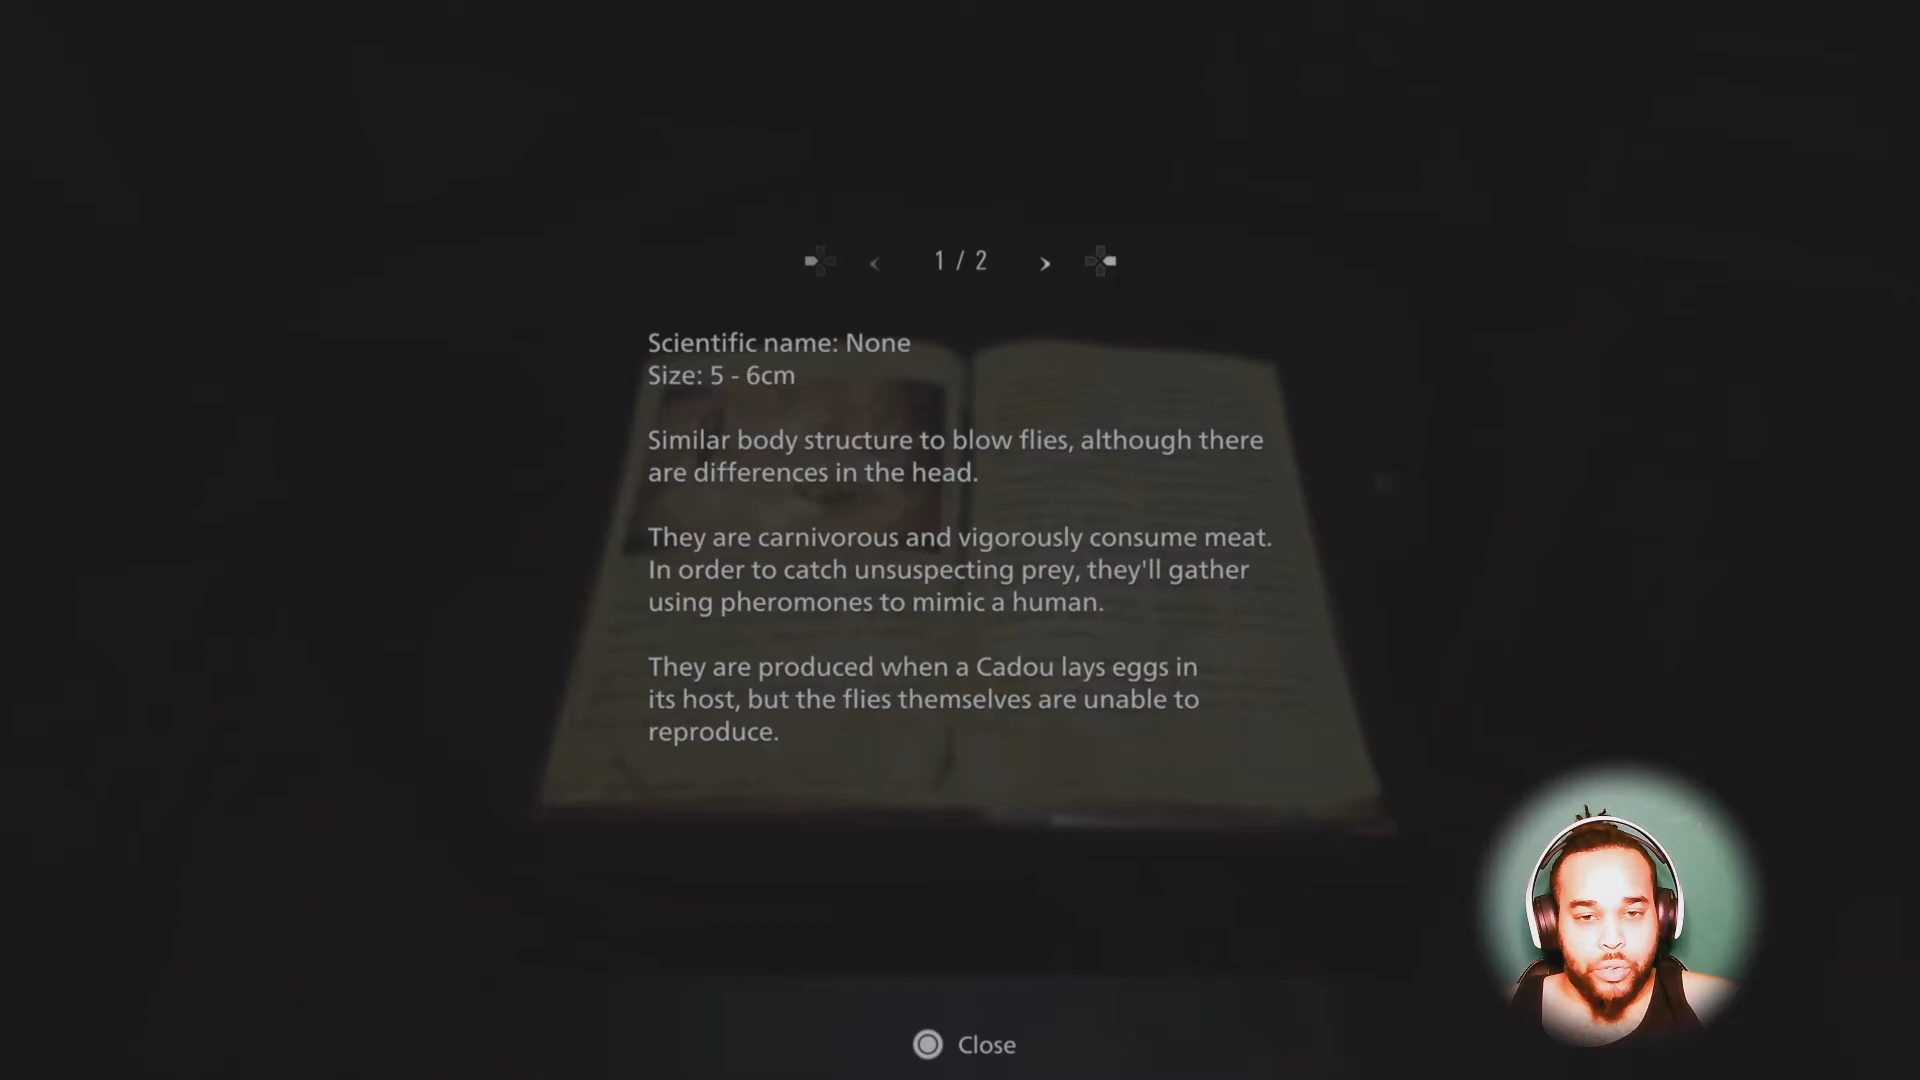 1 / 2
Scientific name: None
Size: 5 - 6cm
Similar body structure to blow flies, although there
are differences in the head.
They are carnivorous and vigorously consume meat.
In order to catch unsuspecting prey, they'll gather
using pheromones to mimic a human.
They are produced when a Cadou lays eggs in
its host, but the flies themselves are unable to
reproduce.
Close